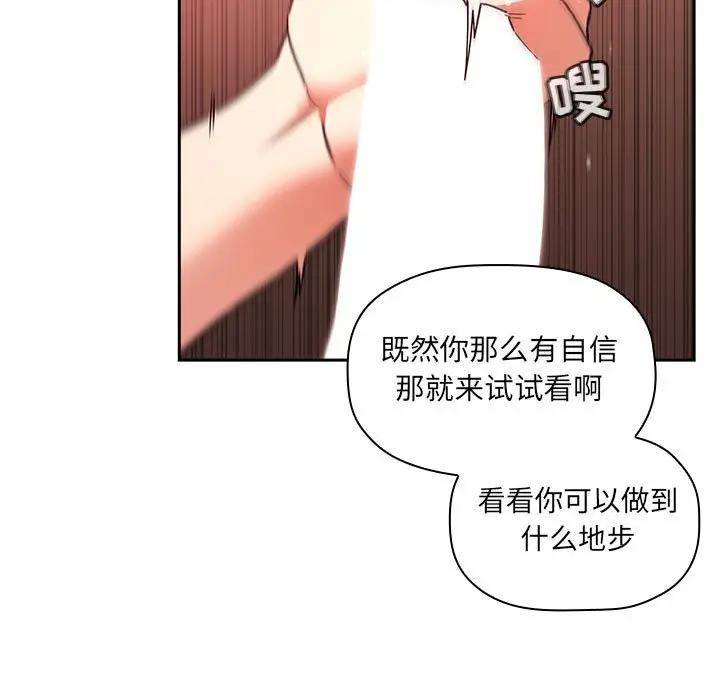 嗖
既然你那么有自信
那就来试试看啊
看看你可以做到
什么地步